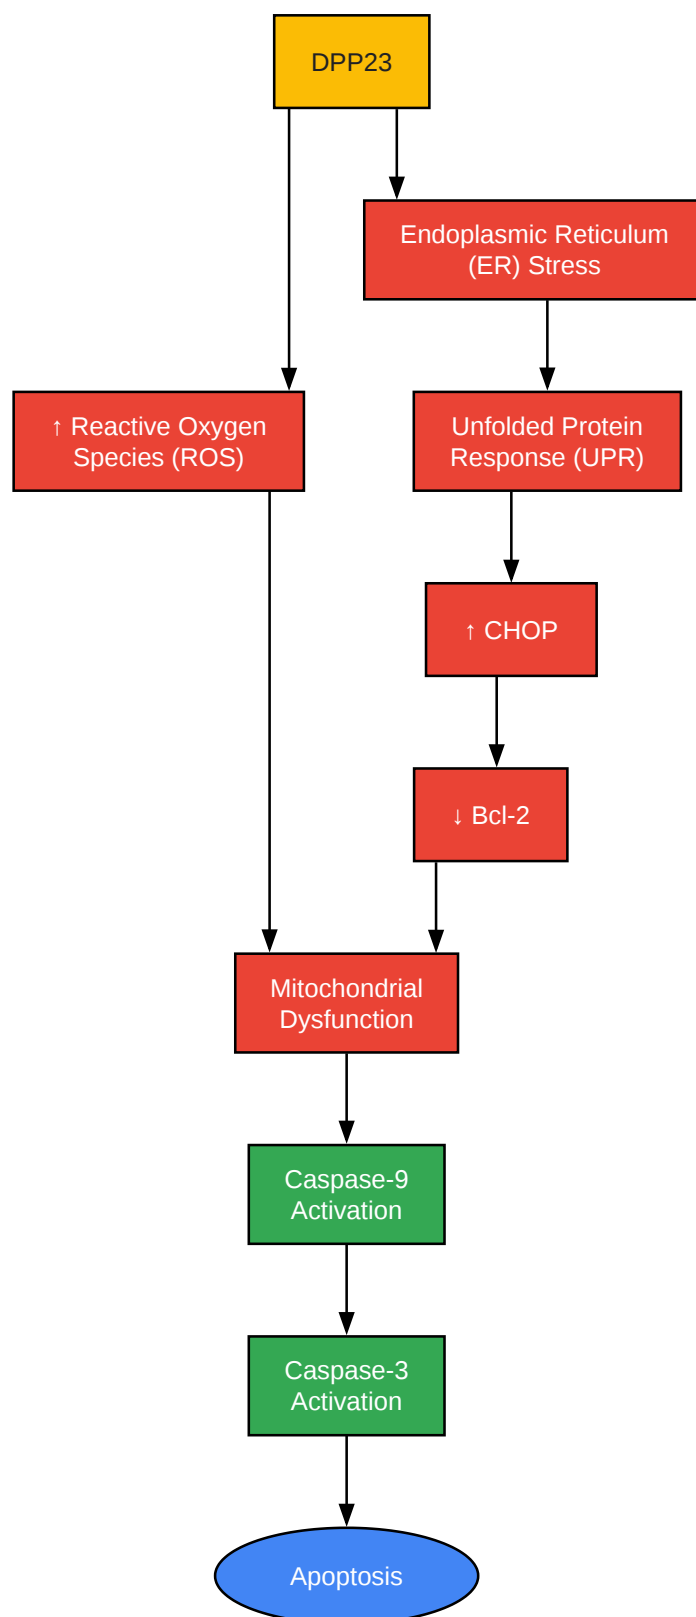 DPP23
Endoplasmic Reticulum
(ER) Stress
↑ Reactive Oxygen
Species (ROS)
Unfolded Protein
Response (UPR)
↑ CHOP
↓ Bcl-2
Mitochondrial
Dysfunction
Caspase-9
Activation
Caspase-3
Activation
Apoptosis